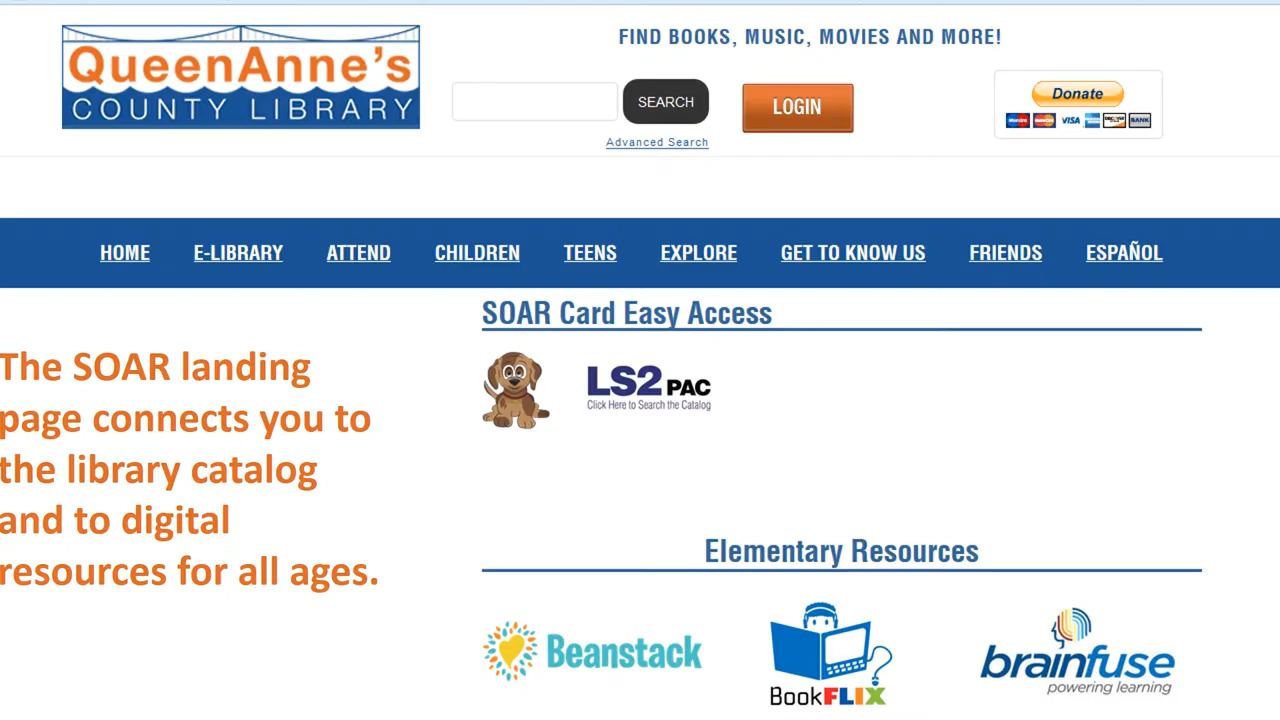 QueenAnne's
COUNTY LIBRARY
FIND BOOKS, MUSIC, MOVIES AND MORE!
SEARCH
Advanced Search
LOGIN
Donate
VISA
BANK
HOME E-LIBRARY ATTEND CHILDREN TEENS EXPLORE GET TO KNOW US FRIENDS ESPAÑOL
The SOAR landing
page connects you to
the library catalog
and to digital
resources for all ages.
SOAR Card Easy Access
LS2 PAC
Click Here to Search the Catalog
Elementary Resources
Beanstack
BookFLIX
brainfuse
powering learning